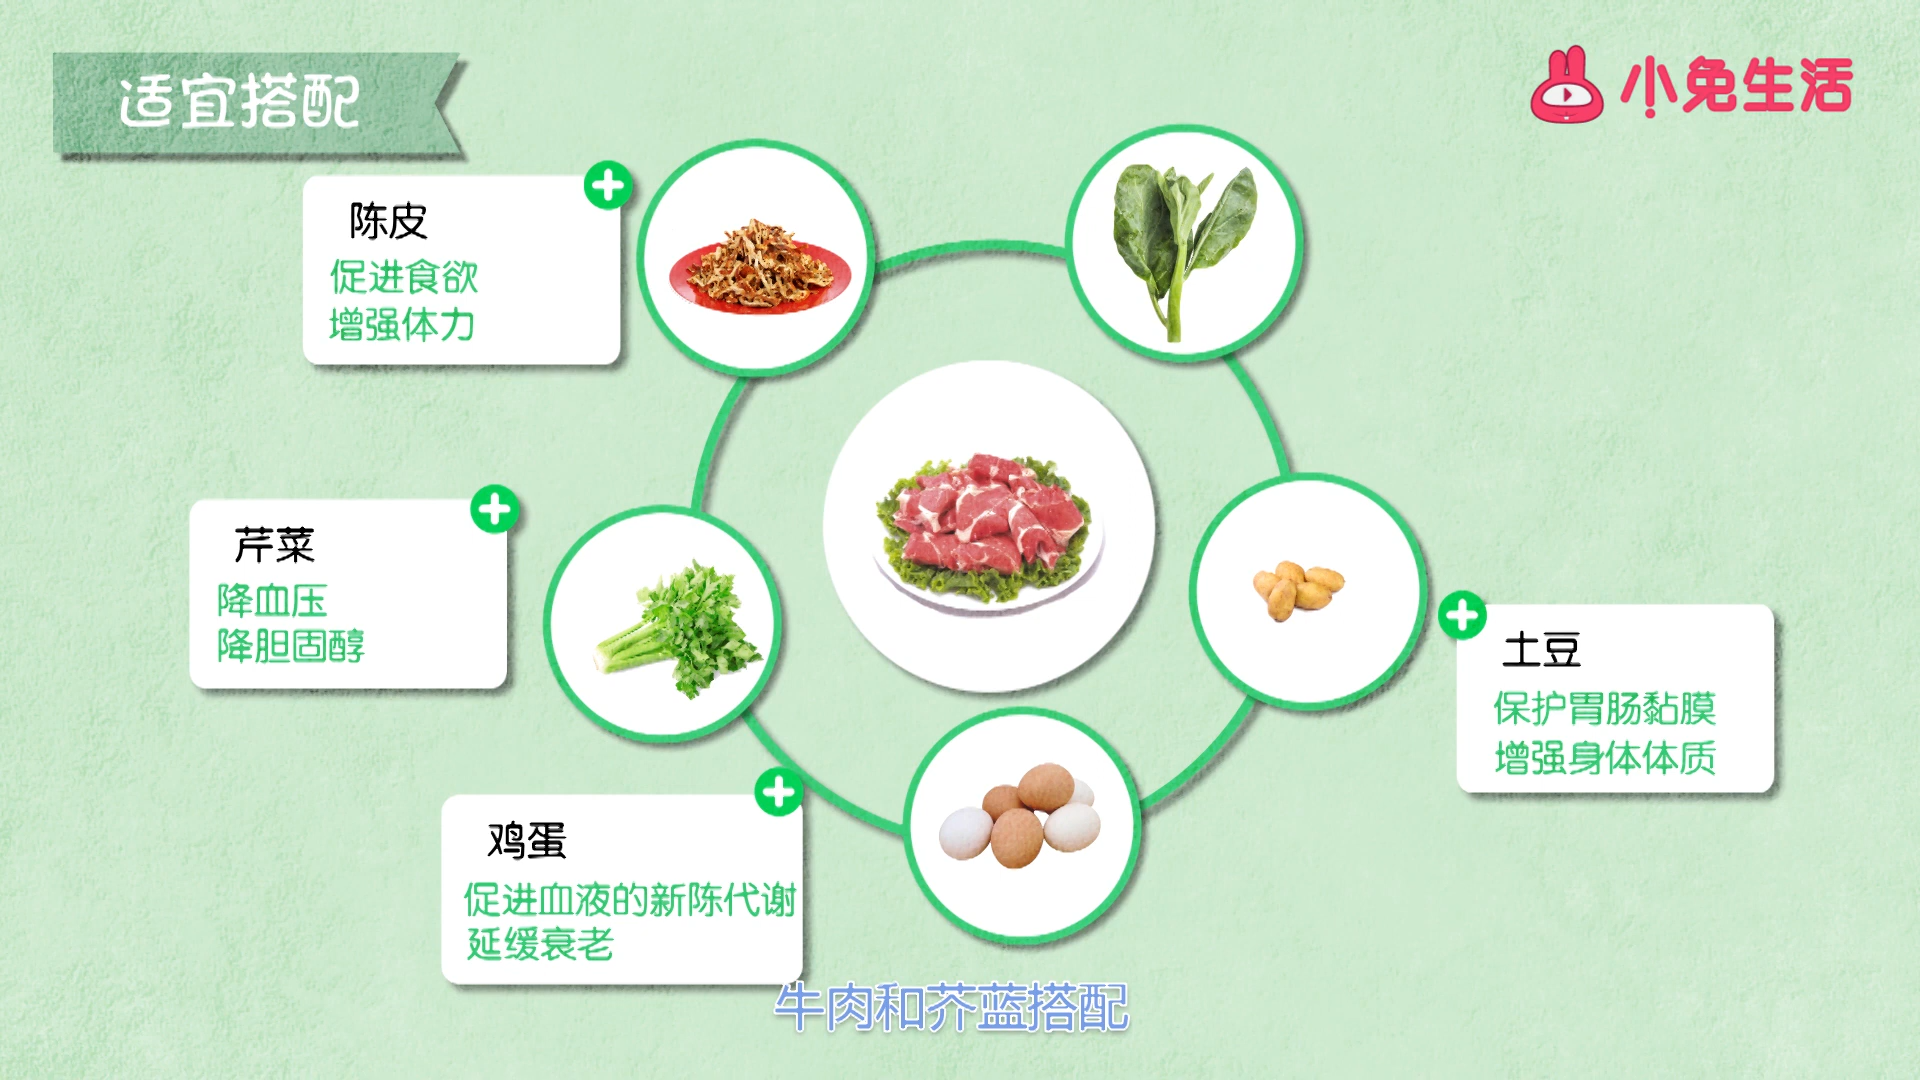 适宜搭配
小兔生活
陈皮
促进食欲
增强体力
芹菜
降血压
降胆固醇
土豆
保护胃肠黏膜
增强身体体质
鸡蛋
促进血液的新陈代谢
延缓衰老
牛肉和芥蓝搭配